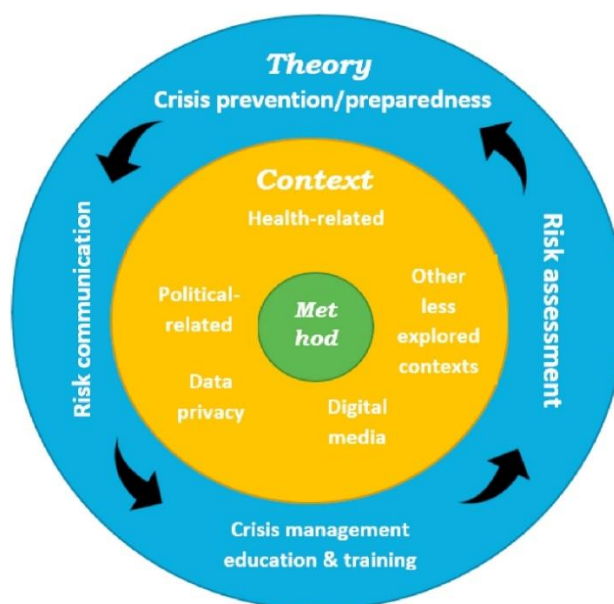 Theory
Crisis prevention/preparedness
Context
Health-related
Risk communication
Political-
related
Met
hod
Other
less
explored
contexts
Risk assessment
Data
privacy
Digital
media
Crisis management
education & training